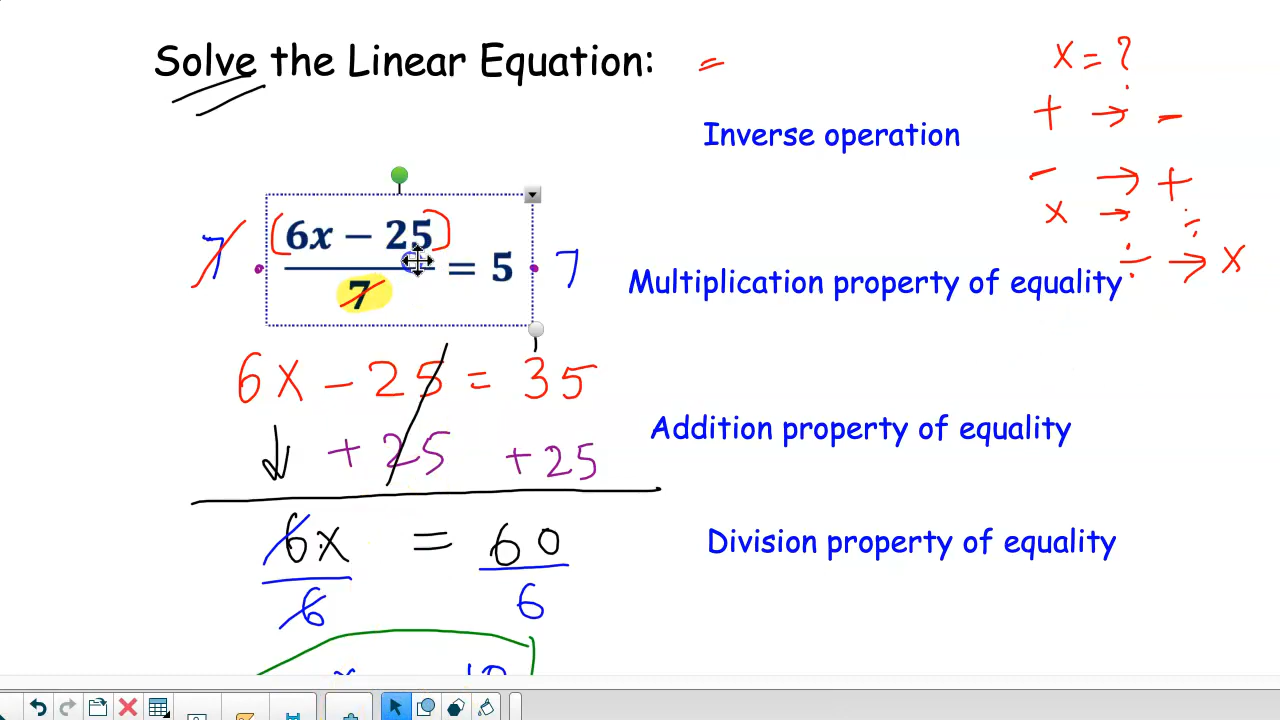 Solve the Linear Equation: =
x = ?
+ → -
Inverse operation
- → +
x → ÷
÷ → x
7 · (6x − 25) / 7 = 5 · 7
Multiplication property of equality
6x - 25 = 35
Addition property of equality
↓ + 25 + 25
6x = 60
Division property of equality
6 6
x 10